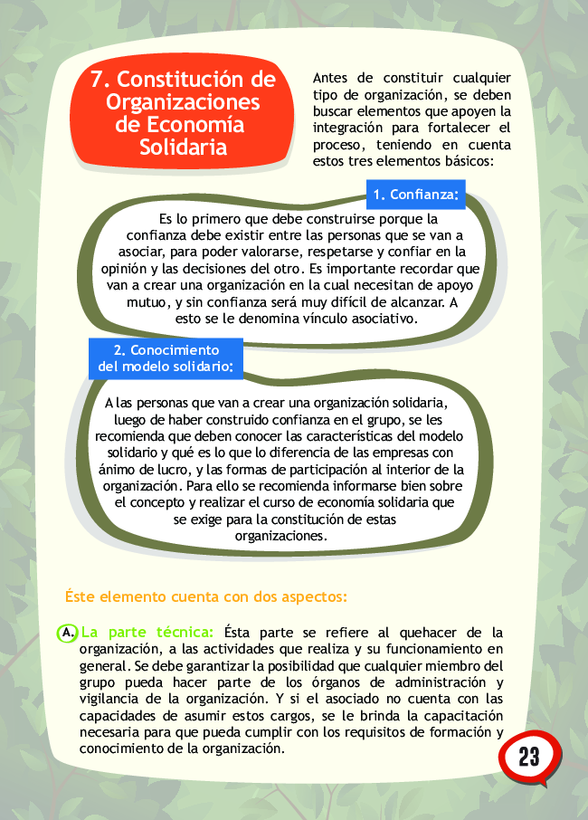 7. Constitución de
Organizaciones
de Economía
Solidaria
Antes de constituir cualquier
tipo de organización, se deben
buscar elementos que apoyen la
integración para fortalecer el
proceso, teniendo en cuenta
estos tres elementos básicos:
1. Confianza:
Es lo primero que debe construirse porque la
confianza debe existir entre las personas que se van a
asociar, para poder valorarse, respetarse y confiar en la
opinión y las decisiones del otro. Es importante recordar que
van a crear una organización en la cual necesitan de apoyo
mutuo, y sin confianza será muy difícil de alcanzar. A
esto se le denomina vínculo asociativo.
2. Conocimiento
del modelo solidario:
A las personas que van a crear una organización solidaria,
luego de haber construido confianza en el grupo, se les
recomienda que deben conocer las características del modelo
solidario y qué es lo que lo diferencia de las empresas con
ánimo de lucro, y las formas de participación al interior de la
organización. Para ello se recomienda informarse bien sobre
el concepto y realizar el curso de economía solidaria que
se exige para la constitución de estas
organizaciones.
Éste elemento cuenta con dos aspectos:
A. La parte técnica: Ésta parte se refiere al quehacer de la
organización, a las actividades que realiza y su funcionamiento en
general. Se debe garantizar la posibilidad que cualquier miembro del
grupo pueda hacer parte de los órganos de administración y
vigilancia de la organización. Y si el asociado no cuenta con las
capacidades de asumir estos cargos, se le brinda la capacitación
necesaria para que pueda cumplir con los requisitos de formación y
conocimiento de la organización.
23